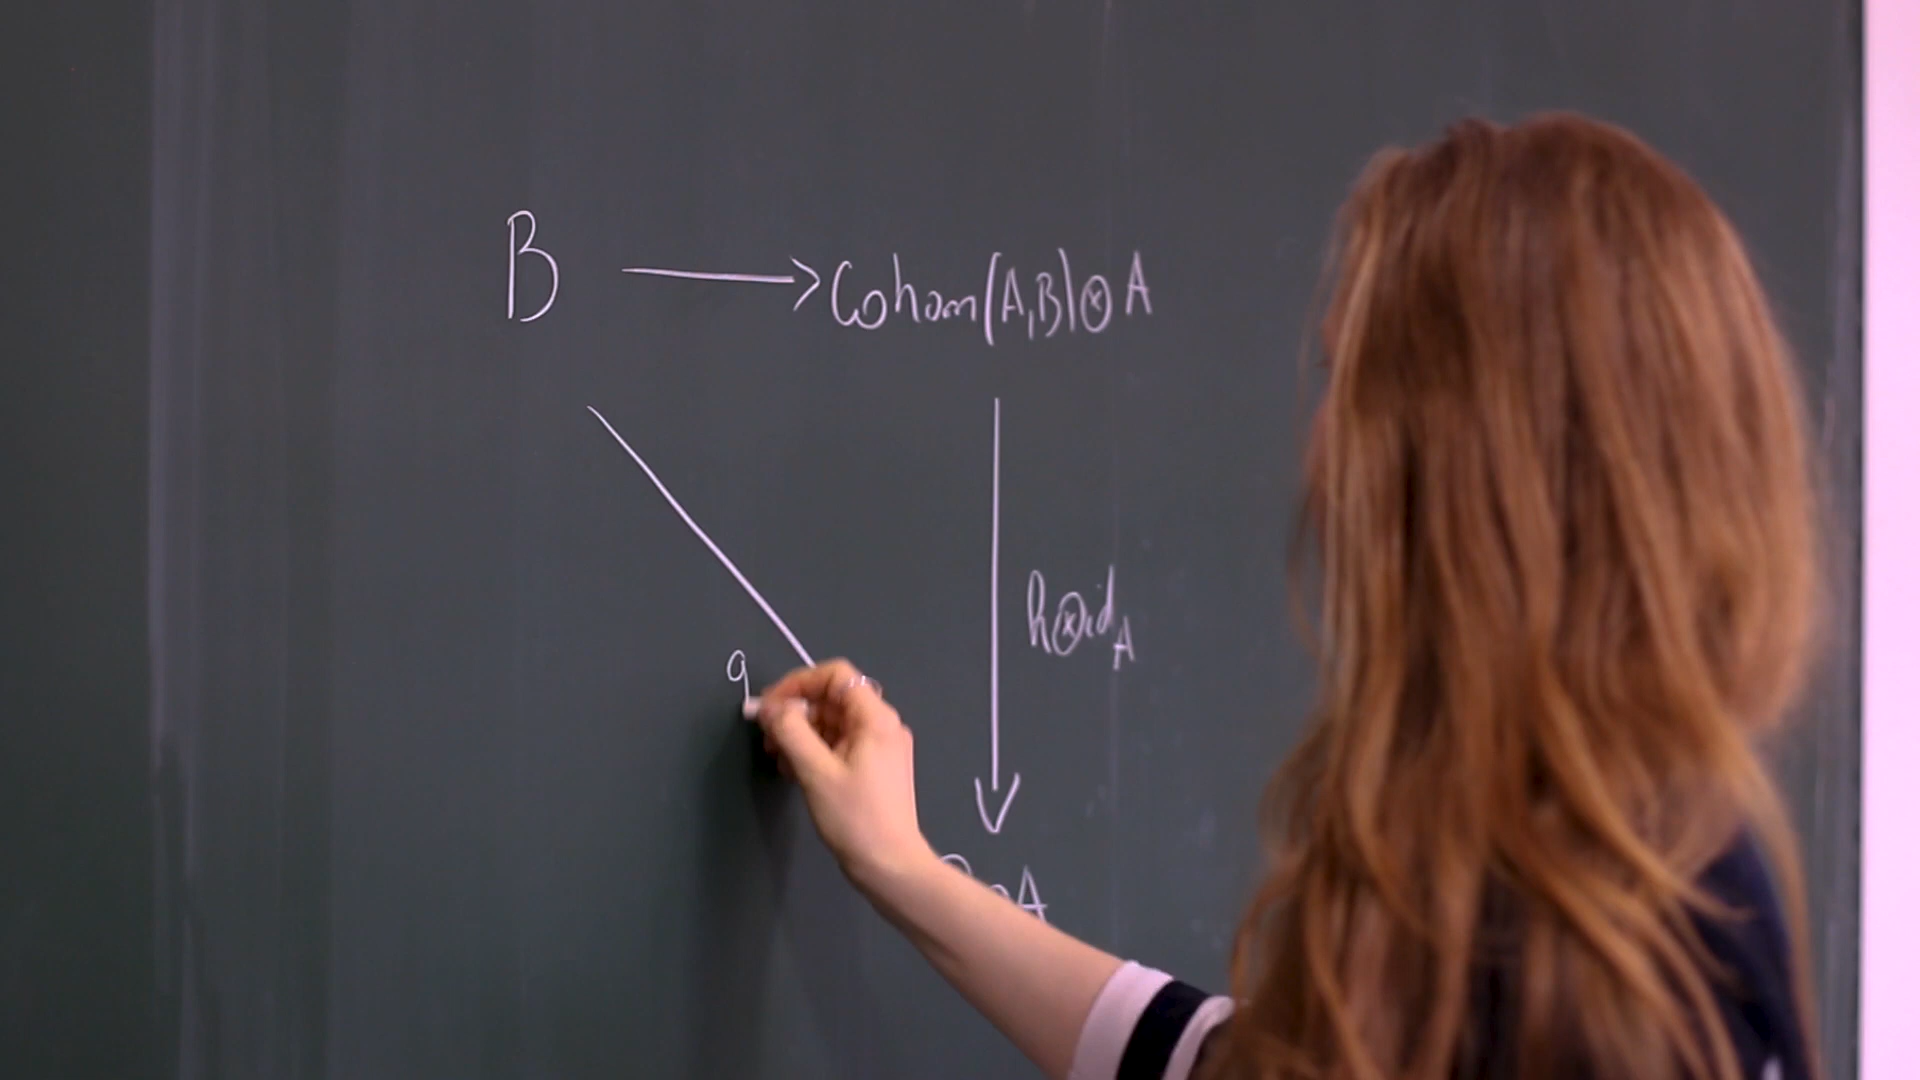 B → Cohom(A,B)⊗A
h⊗id_A
g
A